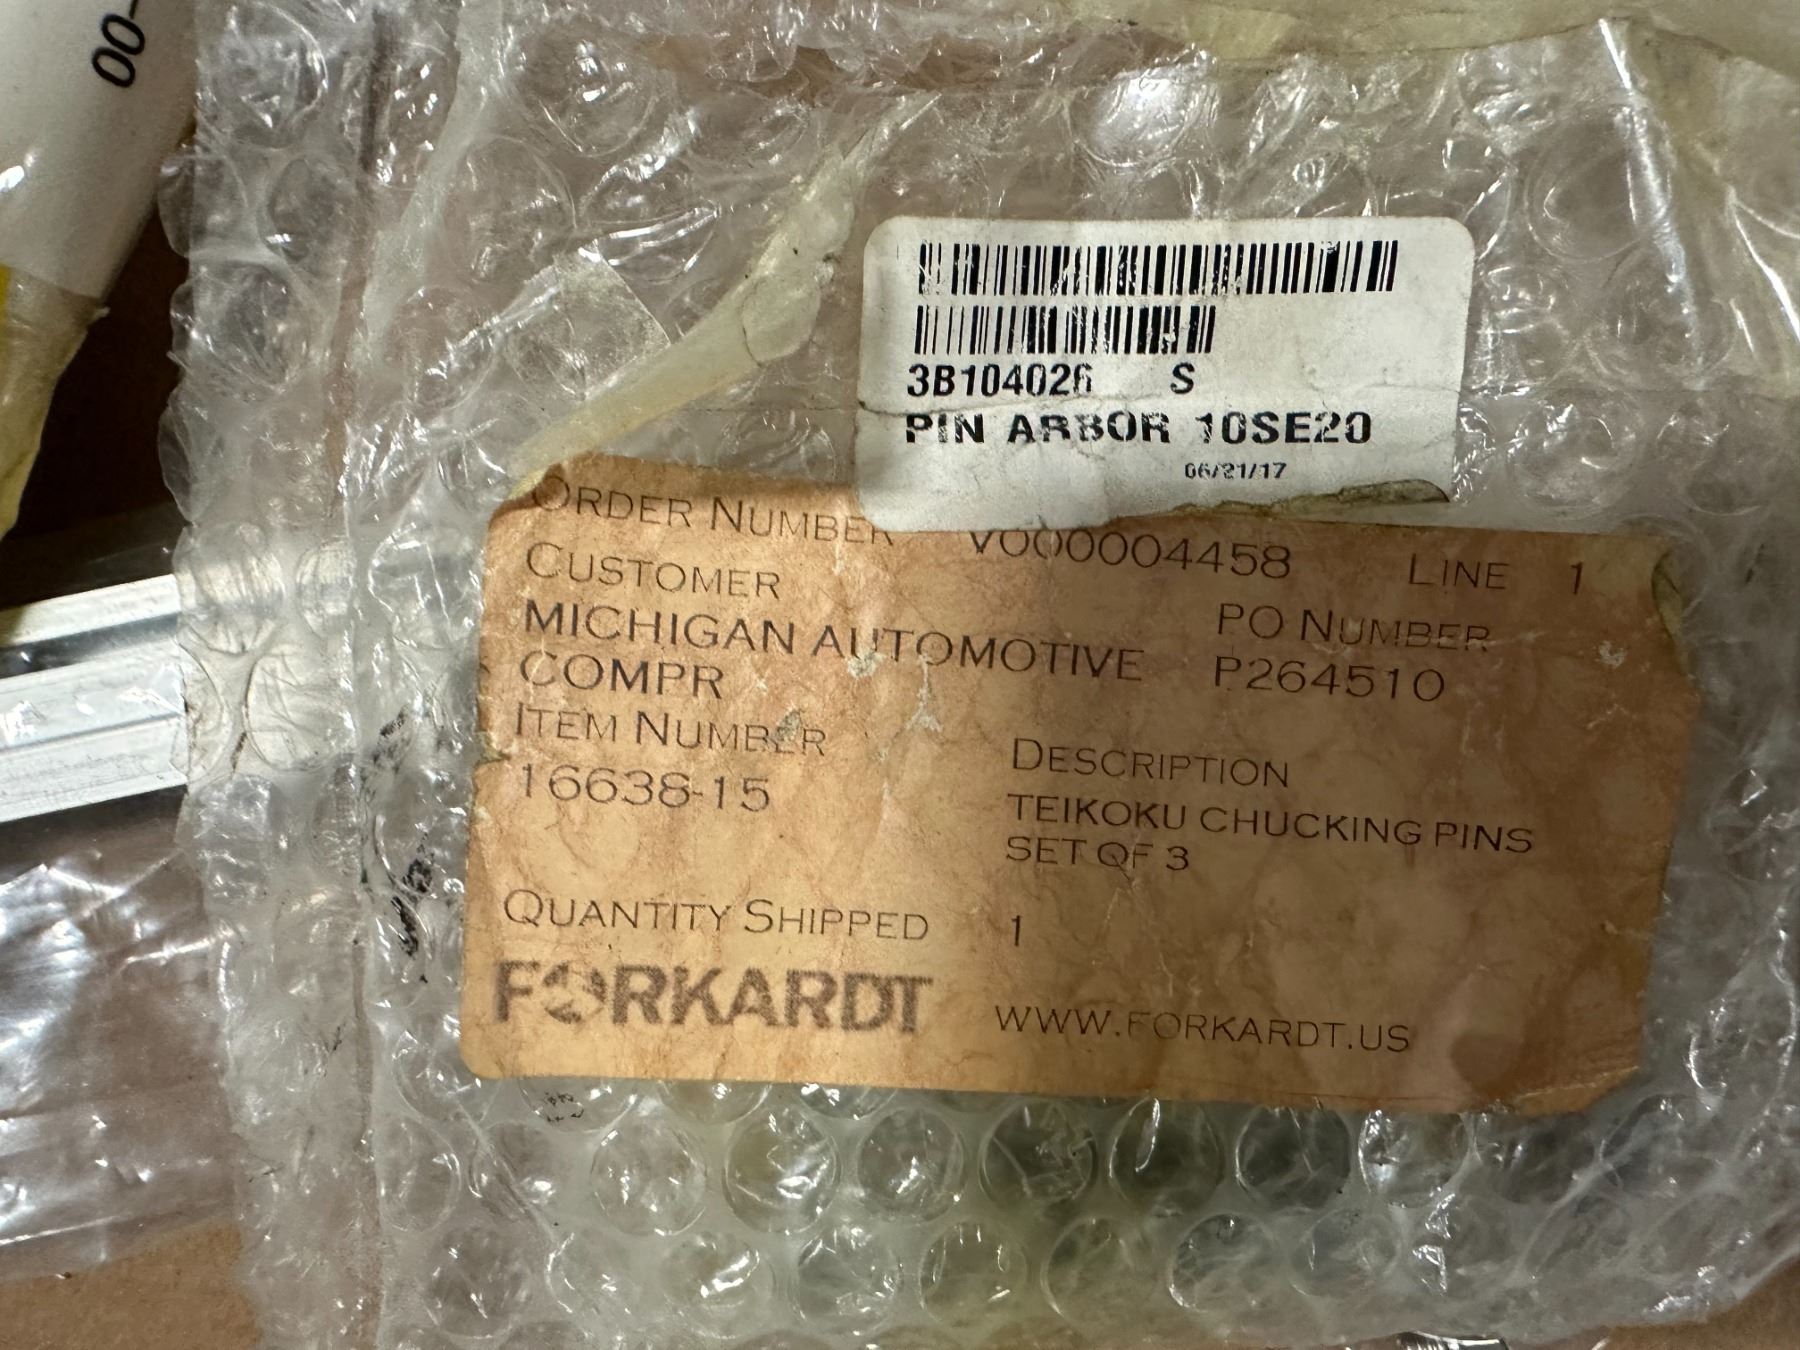 00-
3B104026 S
PIN ARBOR 10SE20
06/21/17
ORDER NUMBER V000004458 LINE 1
CUSTOMER PO NUMBER
MICHIGAN AUTOMOTIVE P264510
COMPR
ITEM NUMBER DESCRIPTION
16638-15 TEIKOKU CHUCKING PINS
SET OF 3
QUANTITY SHIPPED 1
FORKARDT WWW.FORKARDT.US